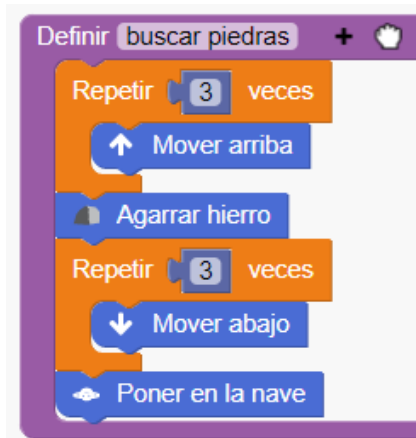 Definir buscar piedras +
Repetir 3 veces
Mover arriba
Agarrar hierro
Repetir 3 veces
Mover abajo
Poner en la nave